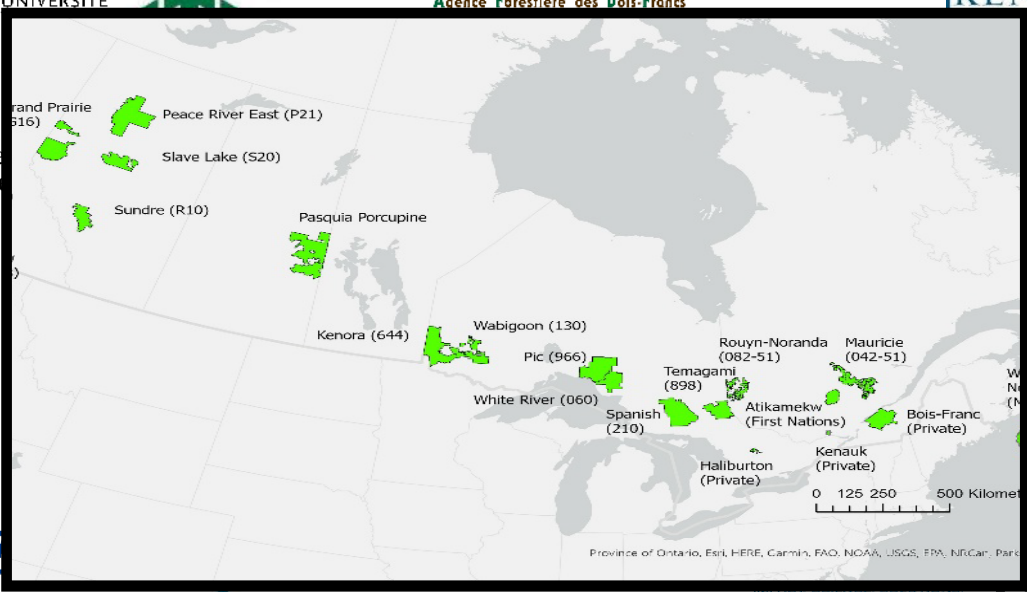 UNIVERSITÉ
Agence Forestière des Bois-Francs
rand Prairie
S16)
Peace River East (P21)
Slave Lake (S20)
Sundre (R10)
Pasquia Porcupine
Kenora (644)
Wabigoon (130)
Pic (966)
White River (060)
Rouyn-Noranda
(082-51)
Mauricie
(042-51)
Temagami
(898)
Spanish
(210)
Atikamekw
(First Nations)
Bois-Franc
(Private)
Haliburton
(Private)
Kenauk
(Private)
0 125 250 500 Kilomet
Province of Ontario, Esri, HERE, Garmin, FAO, NOAA, USGS, EPA, NRCan, Park